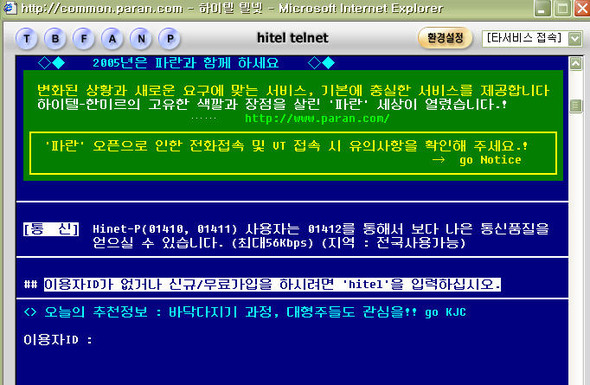 http://common.paran.com - 하이텔 텔넷 - Microsoft Internet Explorer
T B F A N P hitel telnet 환경설정 [타서비스 접속]
◇◆ 2005년은 파란과 함께 하세요 ◇◆
변화된 상황과 새로운 요구에 맞는 서비스, 기본에 충실한 서비스를 제공합니다
하이텔-한미르의 고유한 색깔과 장점을 살린 '파란' 세상이 열렸습니다.!
...... http://www.paran.com/
'파란' 오픈으로 인한 전화접속 및 VT 접속 시 유의사항을 확인해 주세요.!
→ go Notice
[통 신] Hinet-P(01410, 01411) 사용자는 01412를 통해서 보다 나은 통신품질을
얻으실 수 있습니다. (최대56Kbps) (지역 : 전국사용가능)
## 이용자ID가 없거나 신규/무료가입을 하시려면 'hitel'을 입력하십시오.
<> 오늘의 추천정보 : 바닥다지기 과정, 대형주들도 관심을!! go KJC
이용자ID :